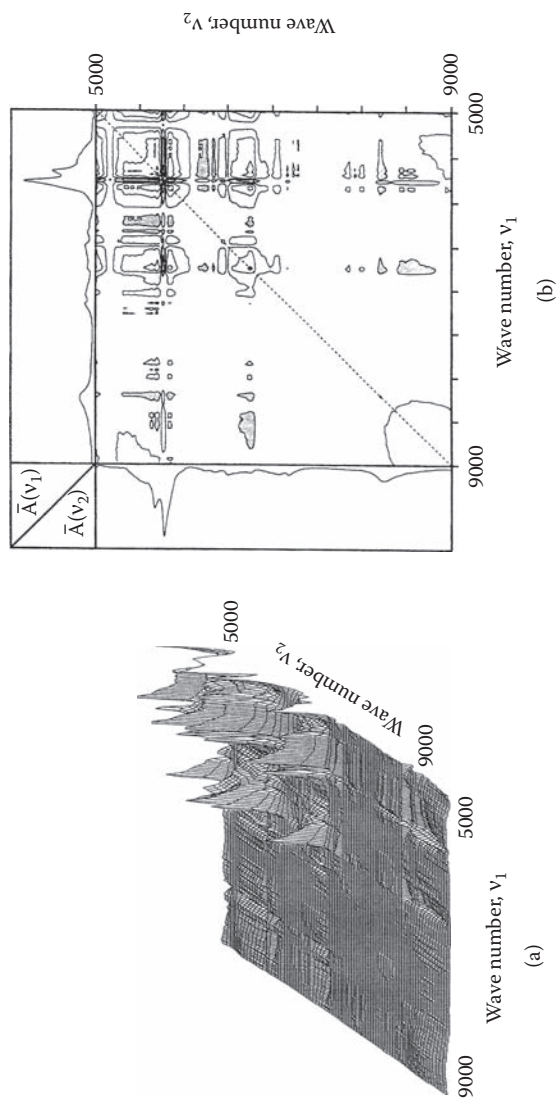 5000
Wave number, ν2
9000
5000
Wave number, ν1
9000
(a)
Ā(ν1)
Ā(ν2)
5000
Wave number, ν2
9000
5000
Wave number, ν1
9000
(b)